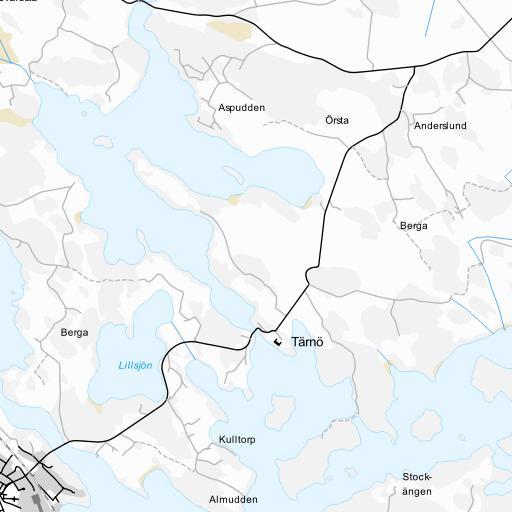 Aspudden
Örsta
Anderslund
Berga
Berga
Tärnö
Lillsjön
Kulltorp
Stock-
ängen
Almudden